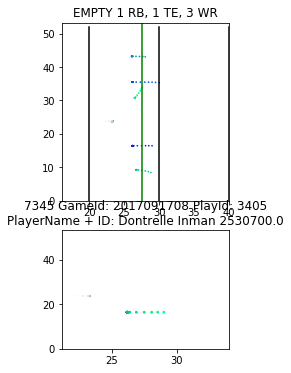 EMPTY 1 RB, 1 TE, 3 WR
50
40
30
20
10
0
20 25 30 35 40
7345 GameId: 2017091708 PlayId: 3405
PlayerName + ID: Dontrelle Inman 2530700.0
40
20
0
25 30